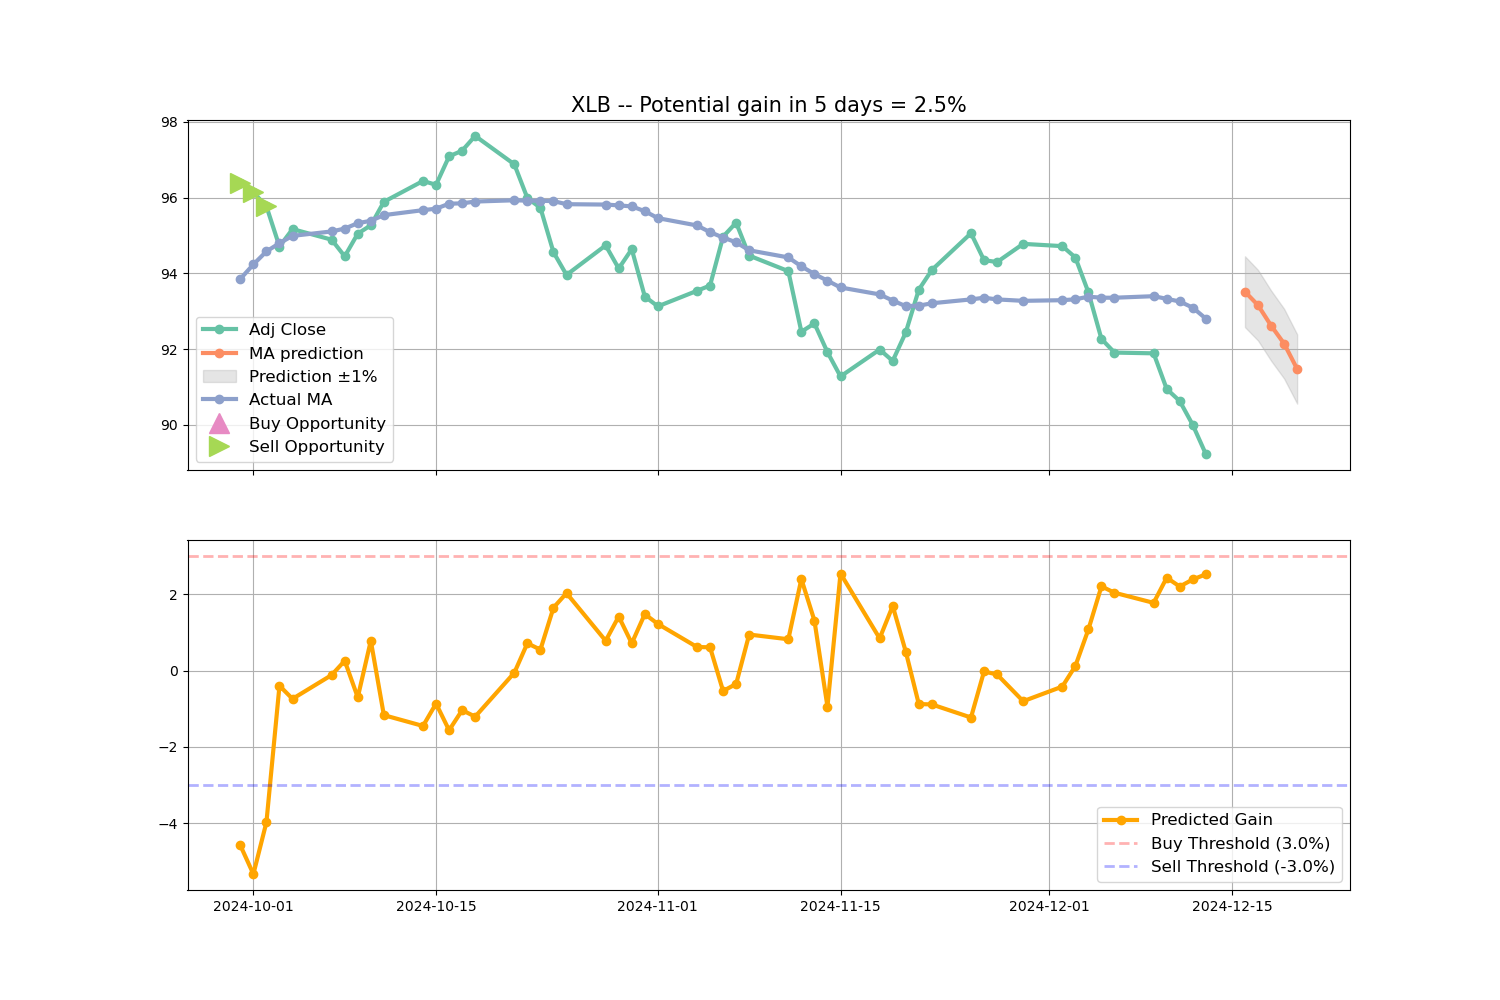 XLB -- Potential gain in 5 days = 2.5%
98
96
94
92
90
Adj Close
MA prediction
Prediction ±1%
Actual MA
Buy Opportunity
Sell Opportunity
2
0
−2
−4
Predicted Gain
Buy Threshold (3.0%)
Sell Threshold (-3.0%)
2024-10-01
2024-10-15
2024-11-01
2024-11-15
2024-12-01
2024-12-15